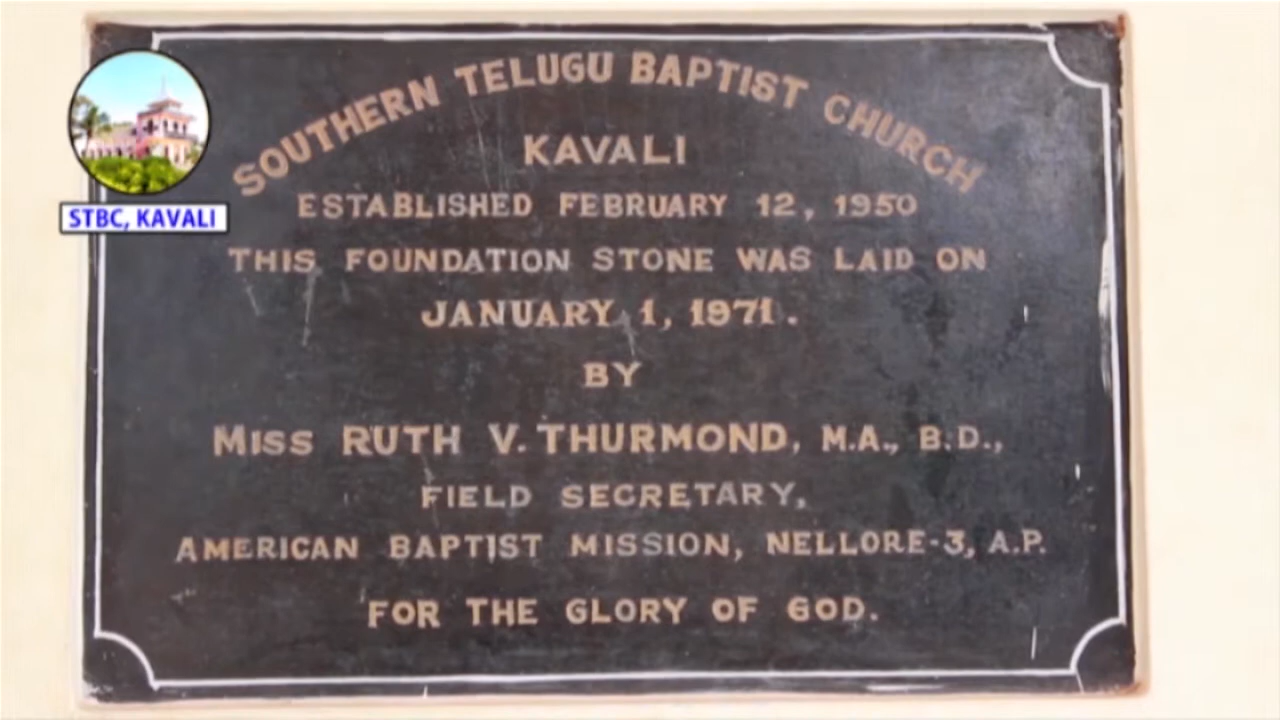 SOUTHERN TELUGU BAPTIST CHURCH
KAVALI
ESTABLISHED FEBRUARY 12, 1950
THIS FOUNDATION STONE WAS LAID ON
JANUARY 1, 1971.
BY
MISS RUTH V. THURMOND, M.A., B.D.,
FIELD SECRETARY,
AMERICAN BAPTIST MISSION, NELLORE-3, A.P.
FOR THE GLORY OF GOD.
STBC, KAVALI